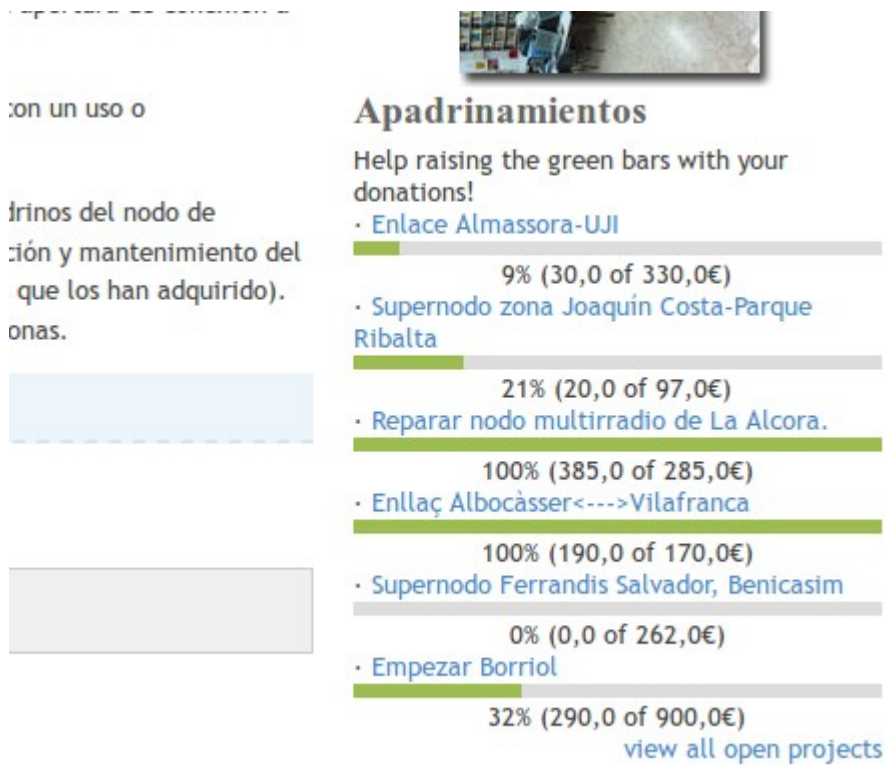 con un uso o
drinos del nodo de
ción y mantenimiento del
que los han adquirido).
onas.
Apadrinamientos
Help raising the green bars with your
donations!
· Enlace Almassora-UJI
9% (30,0 of 330,0€)
· Supernodo zona Joaquín Costa-Parque
Ribalta
21% (20,0 of 97,0€)
· Reparar nodo multirradio de La Alcora.
100% (385,0 of 285,0€)
· Enllaç Albocàsser<--->Vilafranca
100% (190,0 of 170,0€)
· Supernodo Ferrandis Salvador, Benicasim
0% (0,0 of 262,0€)
· Empezar Borriol
32% (290,0 of 900,0€)
view all open projects